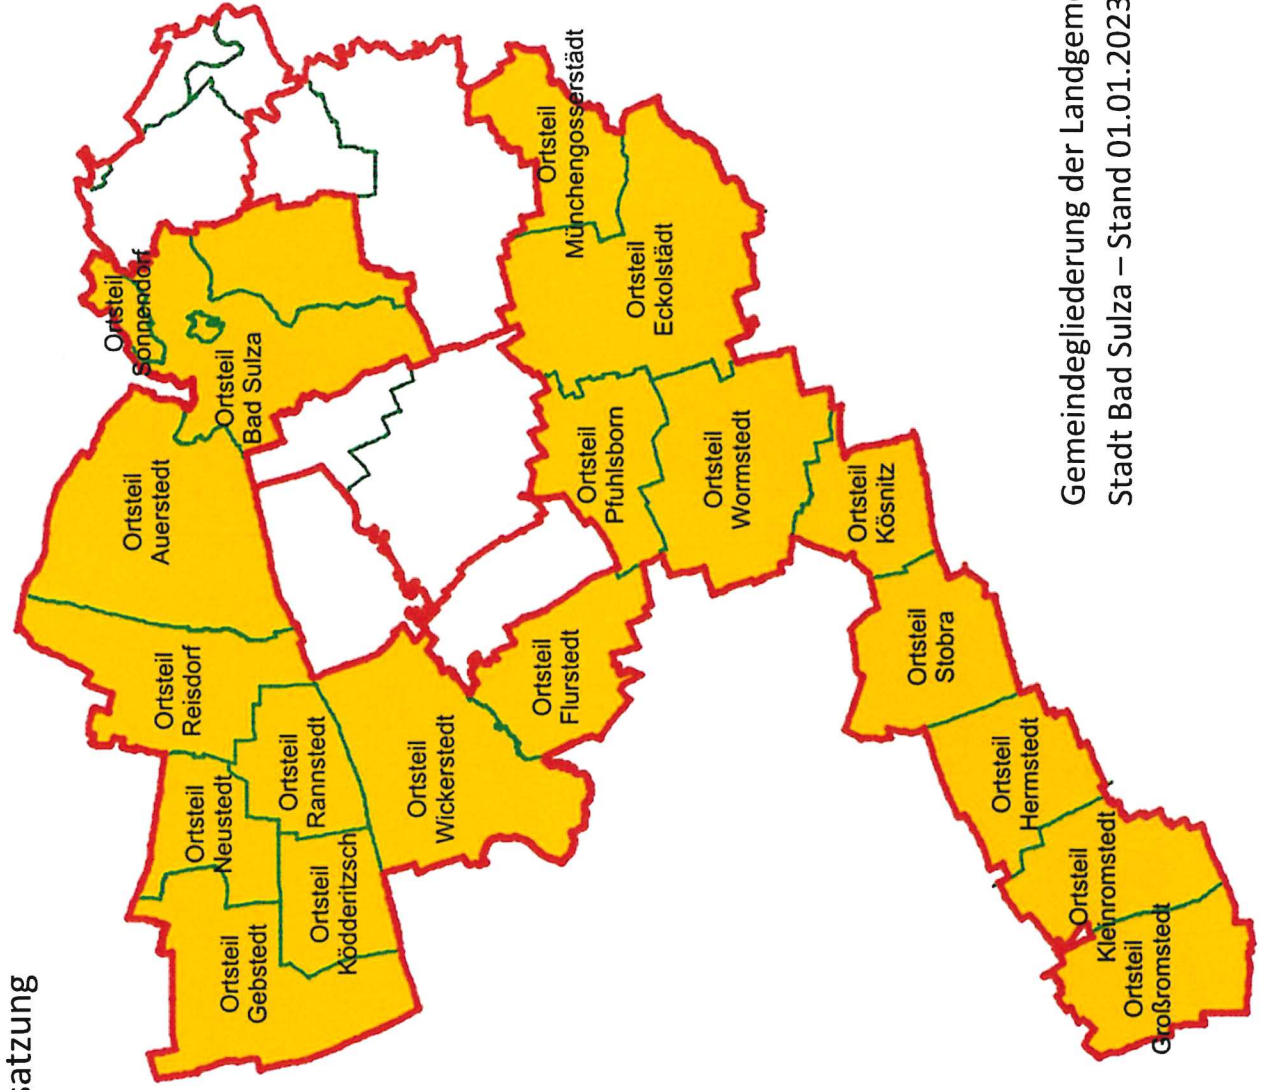 satzung
Ortsteil
Sonnendorf
Ortsteil
Auerstedt
Ortsteil
Reisdorf
Ortsteil
Neustedt
Ortsteil
Bad Sulza
Ortsteil
Gebstedt
Ortsteil
Rannstedt
Ortsteil
Ködderitzsch
Ortsteil
Wickerstedt
Ortsteil
Flurstedt
Ortsteil
Münchengosserstädt
Ortsteil
Pfuhlsborn
Ortsteil
Eckolstädt
Ortsteil
Wormstedt
Ortsteil
Kösnitz
Ortsteil
Stobra
Ortsteil
Hermstedt
Ortsteil
Kleinromstedt
Ortsteil
Großromstedt
Gemeindegliederung der Landgeme
Stadt Bad Sulza – Stand 01.01.2023